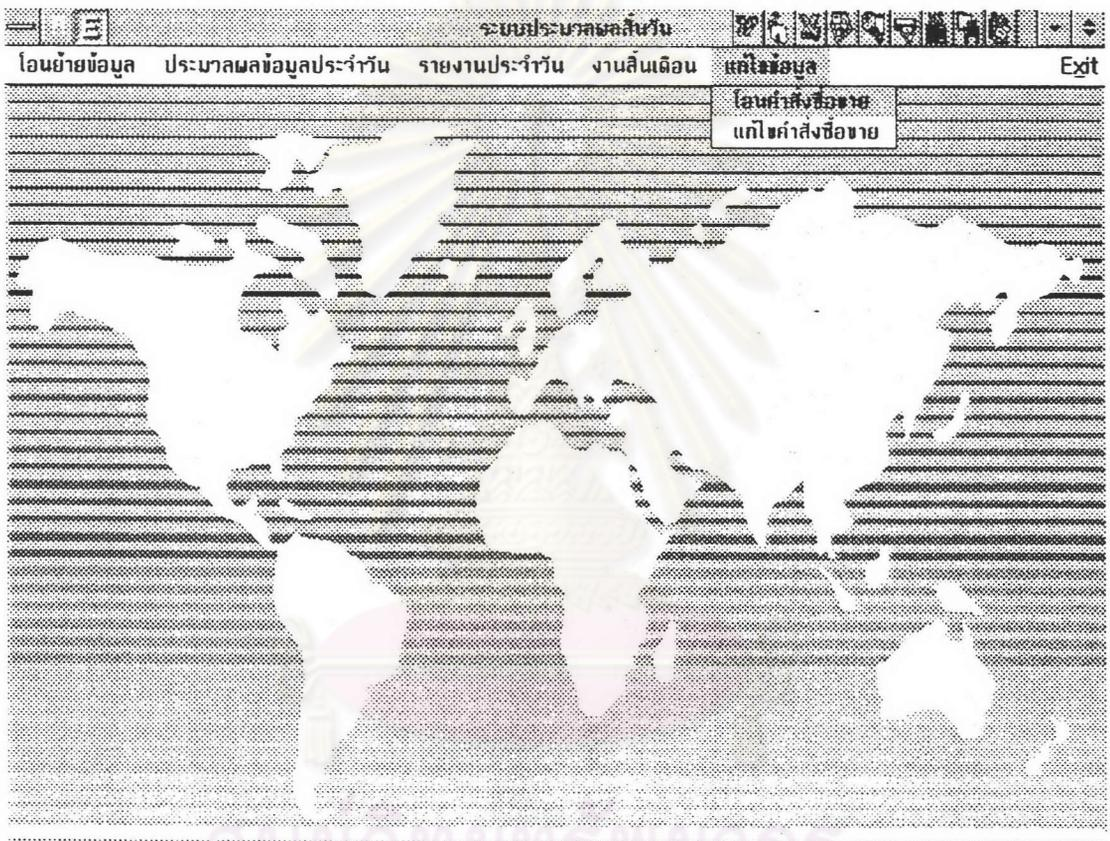 ระบบประมวลผลสิ้นวัน
โอนย้ายข้อมูล ประมวลผลข้อมูลประจำวัน รายงานประจำวัน งานสิ้นเดือน แก้ไขข้อมูล Exit
โอนคำสั่งซื้อขาย
แก้ไขคำสั่งซื้อขาย